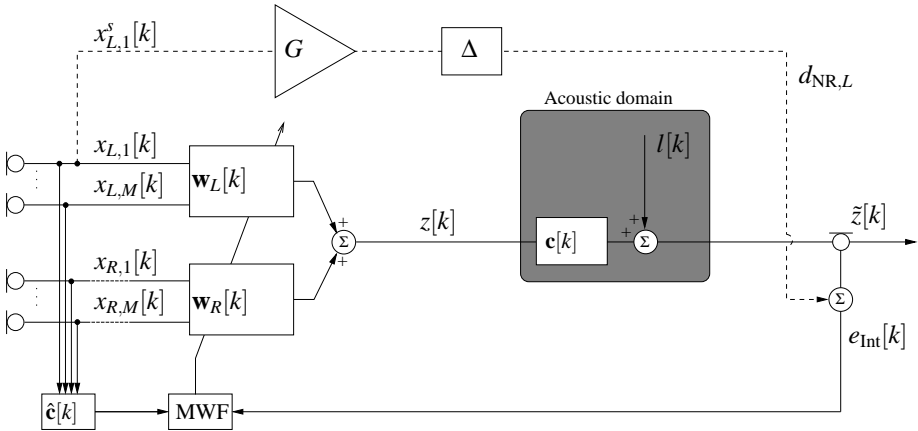 x^s_{L,1}[k]
G
Δ
d_{NR,L}
Acoustic domain
l[k]
x_{L,1}[k]
w_L[k]
x_{L,M}[k]
+
Σ
+
z[k]
c[k]
+
+
Σ
z̃[k]
x_{R,1}[k]
w_R[k]
x_{R,M}[k]
Σ
e_{Int}[k]
ĉ[k]
MWF